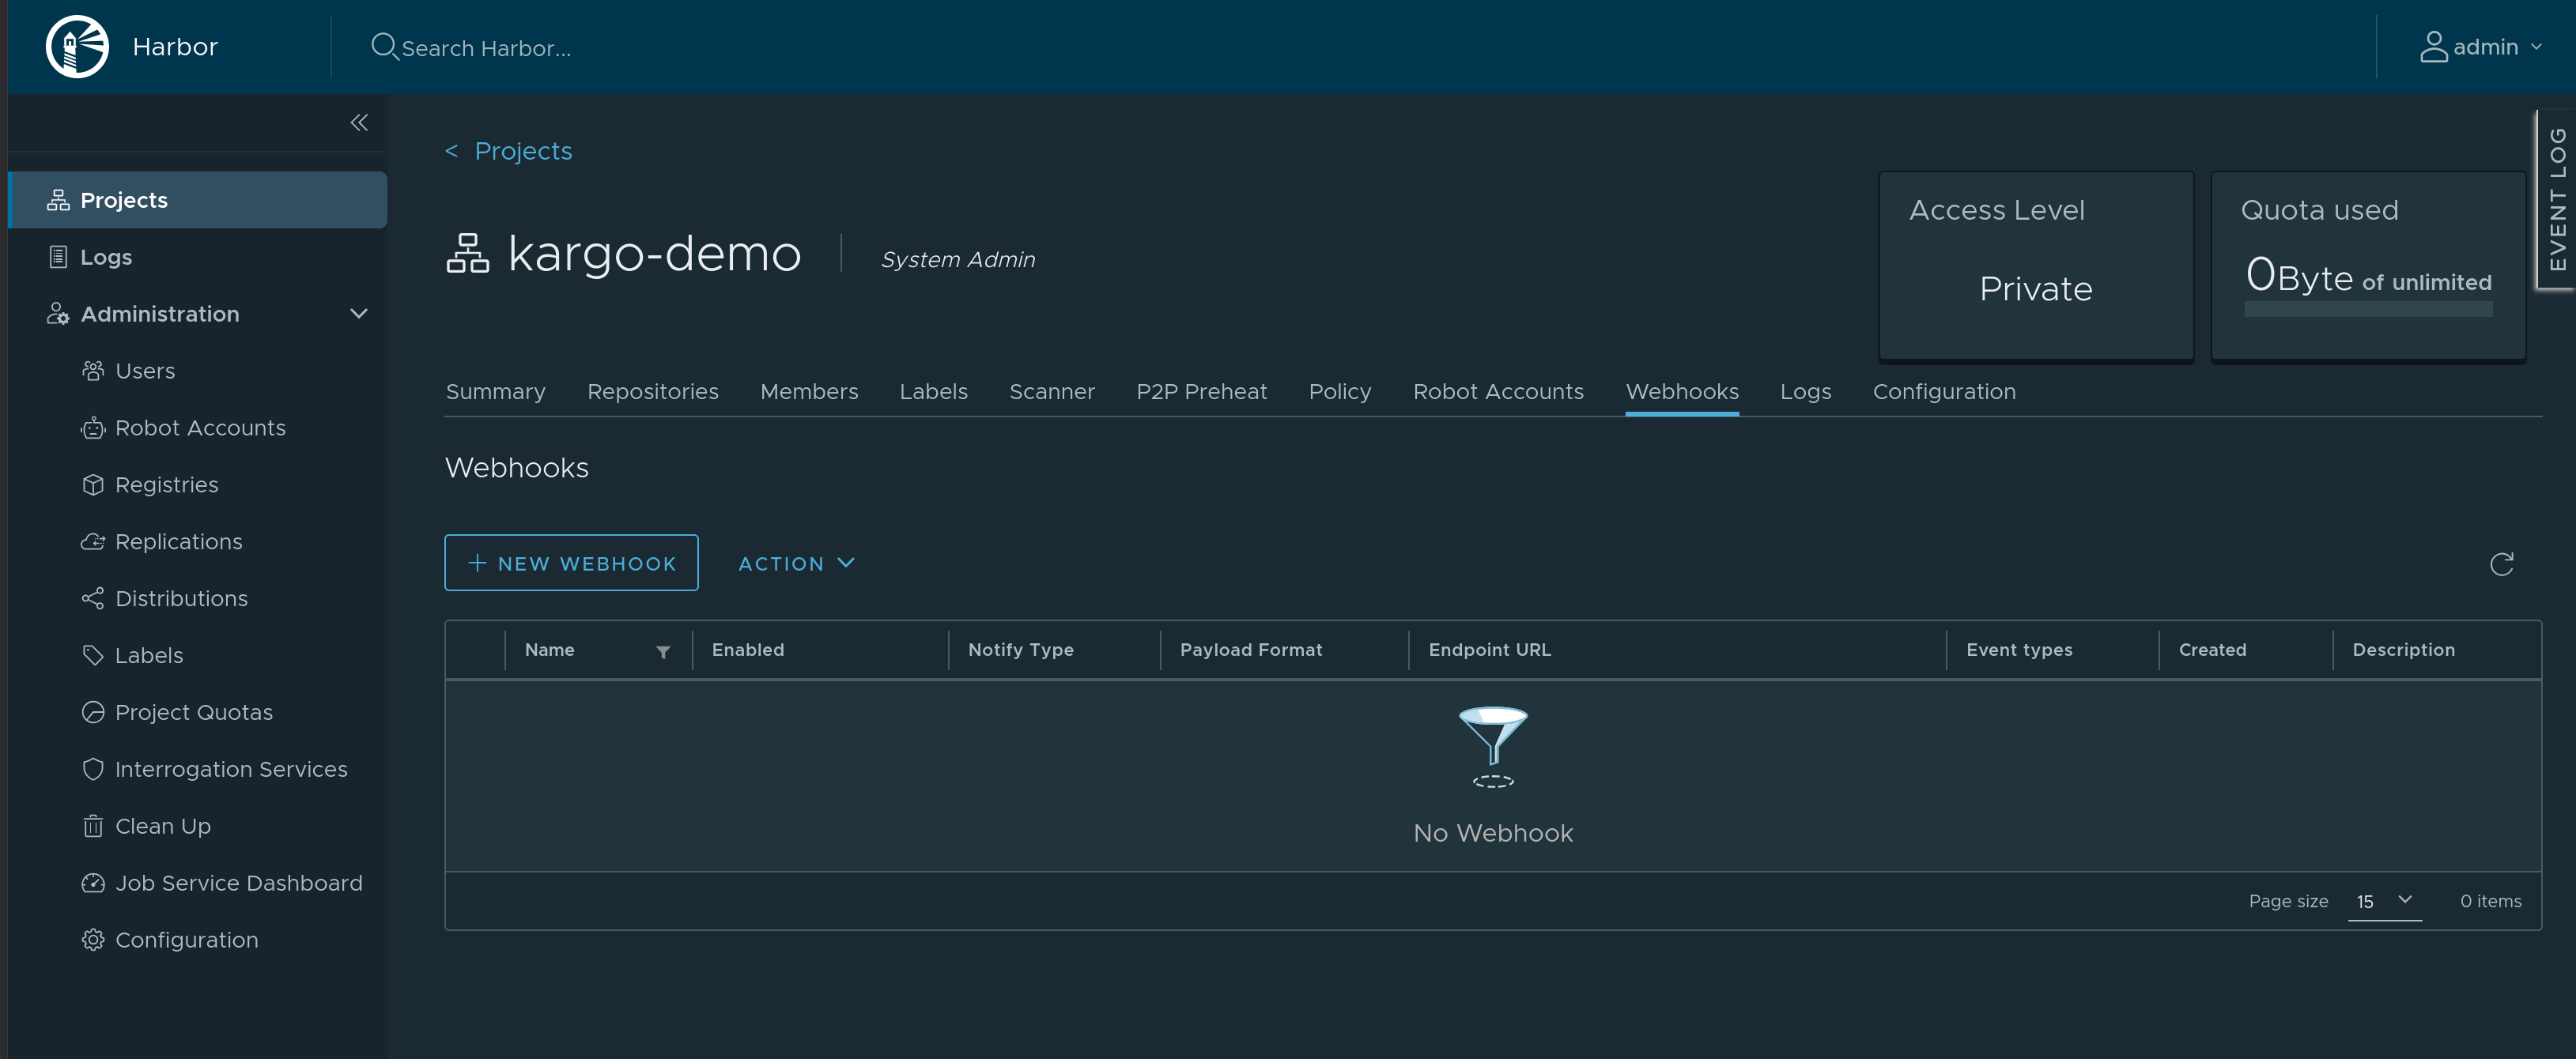 Harbor
Search Harbor...
admin
EVENT LOG
Projects
Logs
Administration
Users
Robot Accounts
Registries
Replications
Distributions
Labels
Project Quotas
Interrogation Services
Clean Up
Job Service Dashboard
Configuration
< Projects
kargo-demo System Admin
Access Level
Private
Quota used
0Byte of unlimited
Summary Repositories Members Labels Scanner P2P Preheat Policy Robot Accounts Webhooks Logs Configuration
Webhooks
+ NEW WEBHOOK ACTION
Name Enabled Notify Type Payload Format Endpoint URL Event types Created Description
No Webhook
Page size 15 0 items